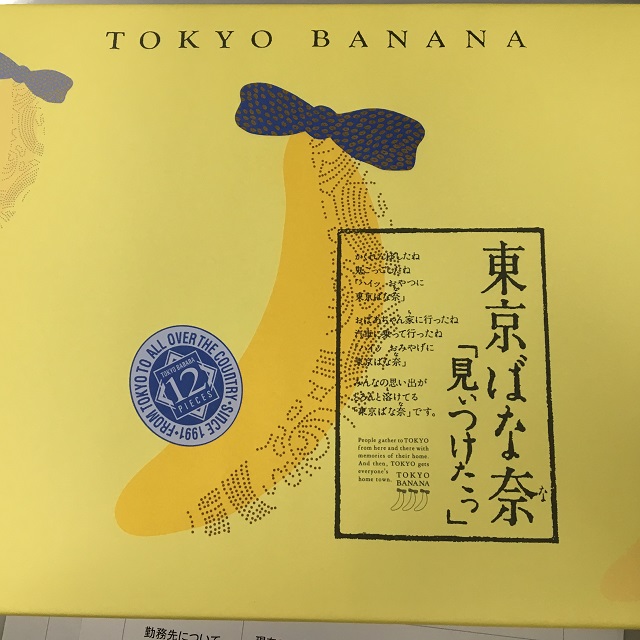 TOKYO BANANA
東京ばな奈
な
「見ぃつけたっ」
かくれんぼしたね
鬼ごっこしたね
「ハイッ、おやつに
東京ばな奈」
おばあちゃん家に行ったね
汽車に乗って行ったね
「ハイッ、おみやげに
東京ばな奈」
みんなの思い出が
溶けてる
「東京ばな奈」です。
People gather to TOKYO
from here and there with
memories of their home.
And then, TOKYO gets
everyone's
home town.
TOKYO
BANANA
FROM TOKYO TO ALL OVER THE COUNTRY・SINCE 1991・
TOKYO BANANA
12
PIECES
勤務先について